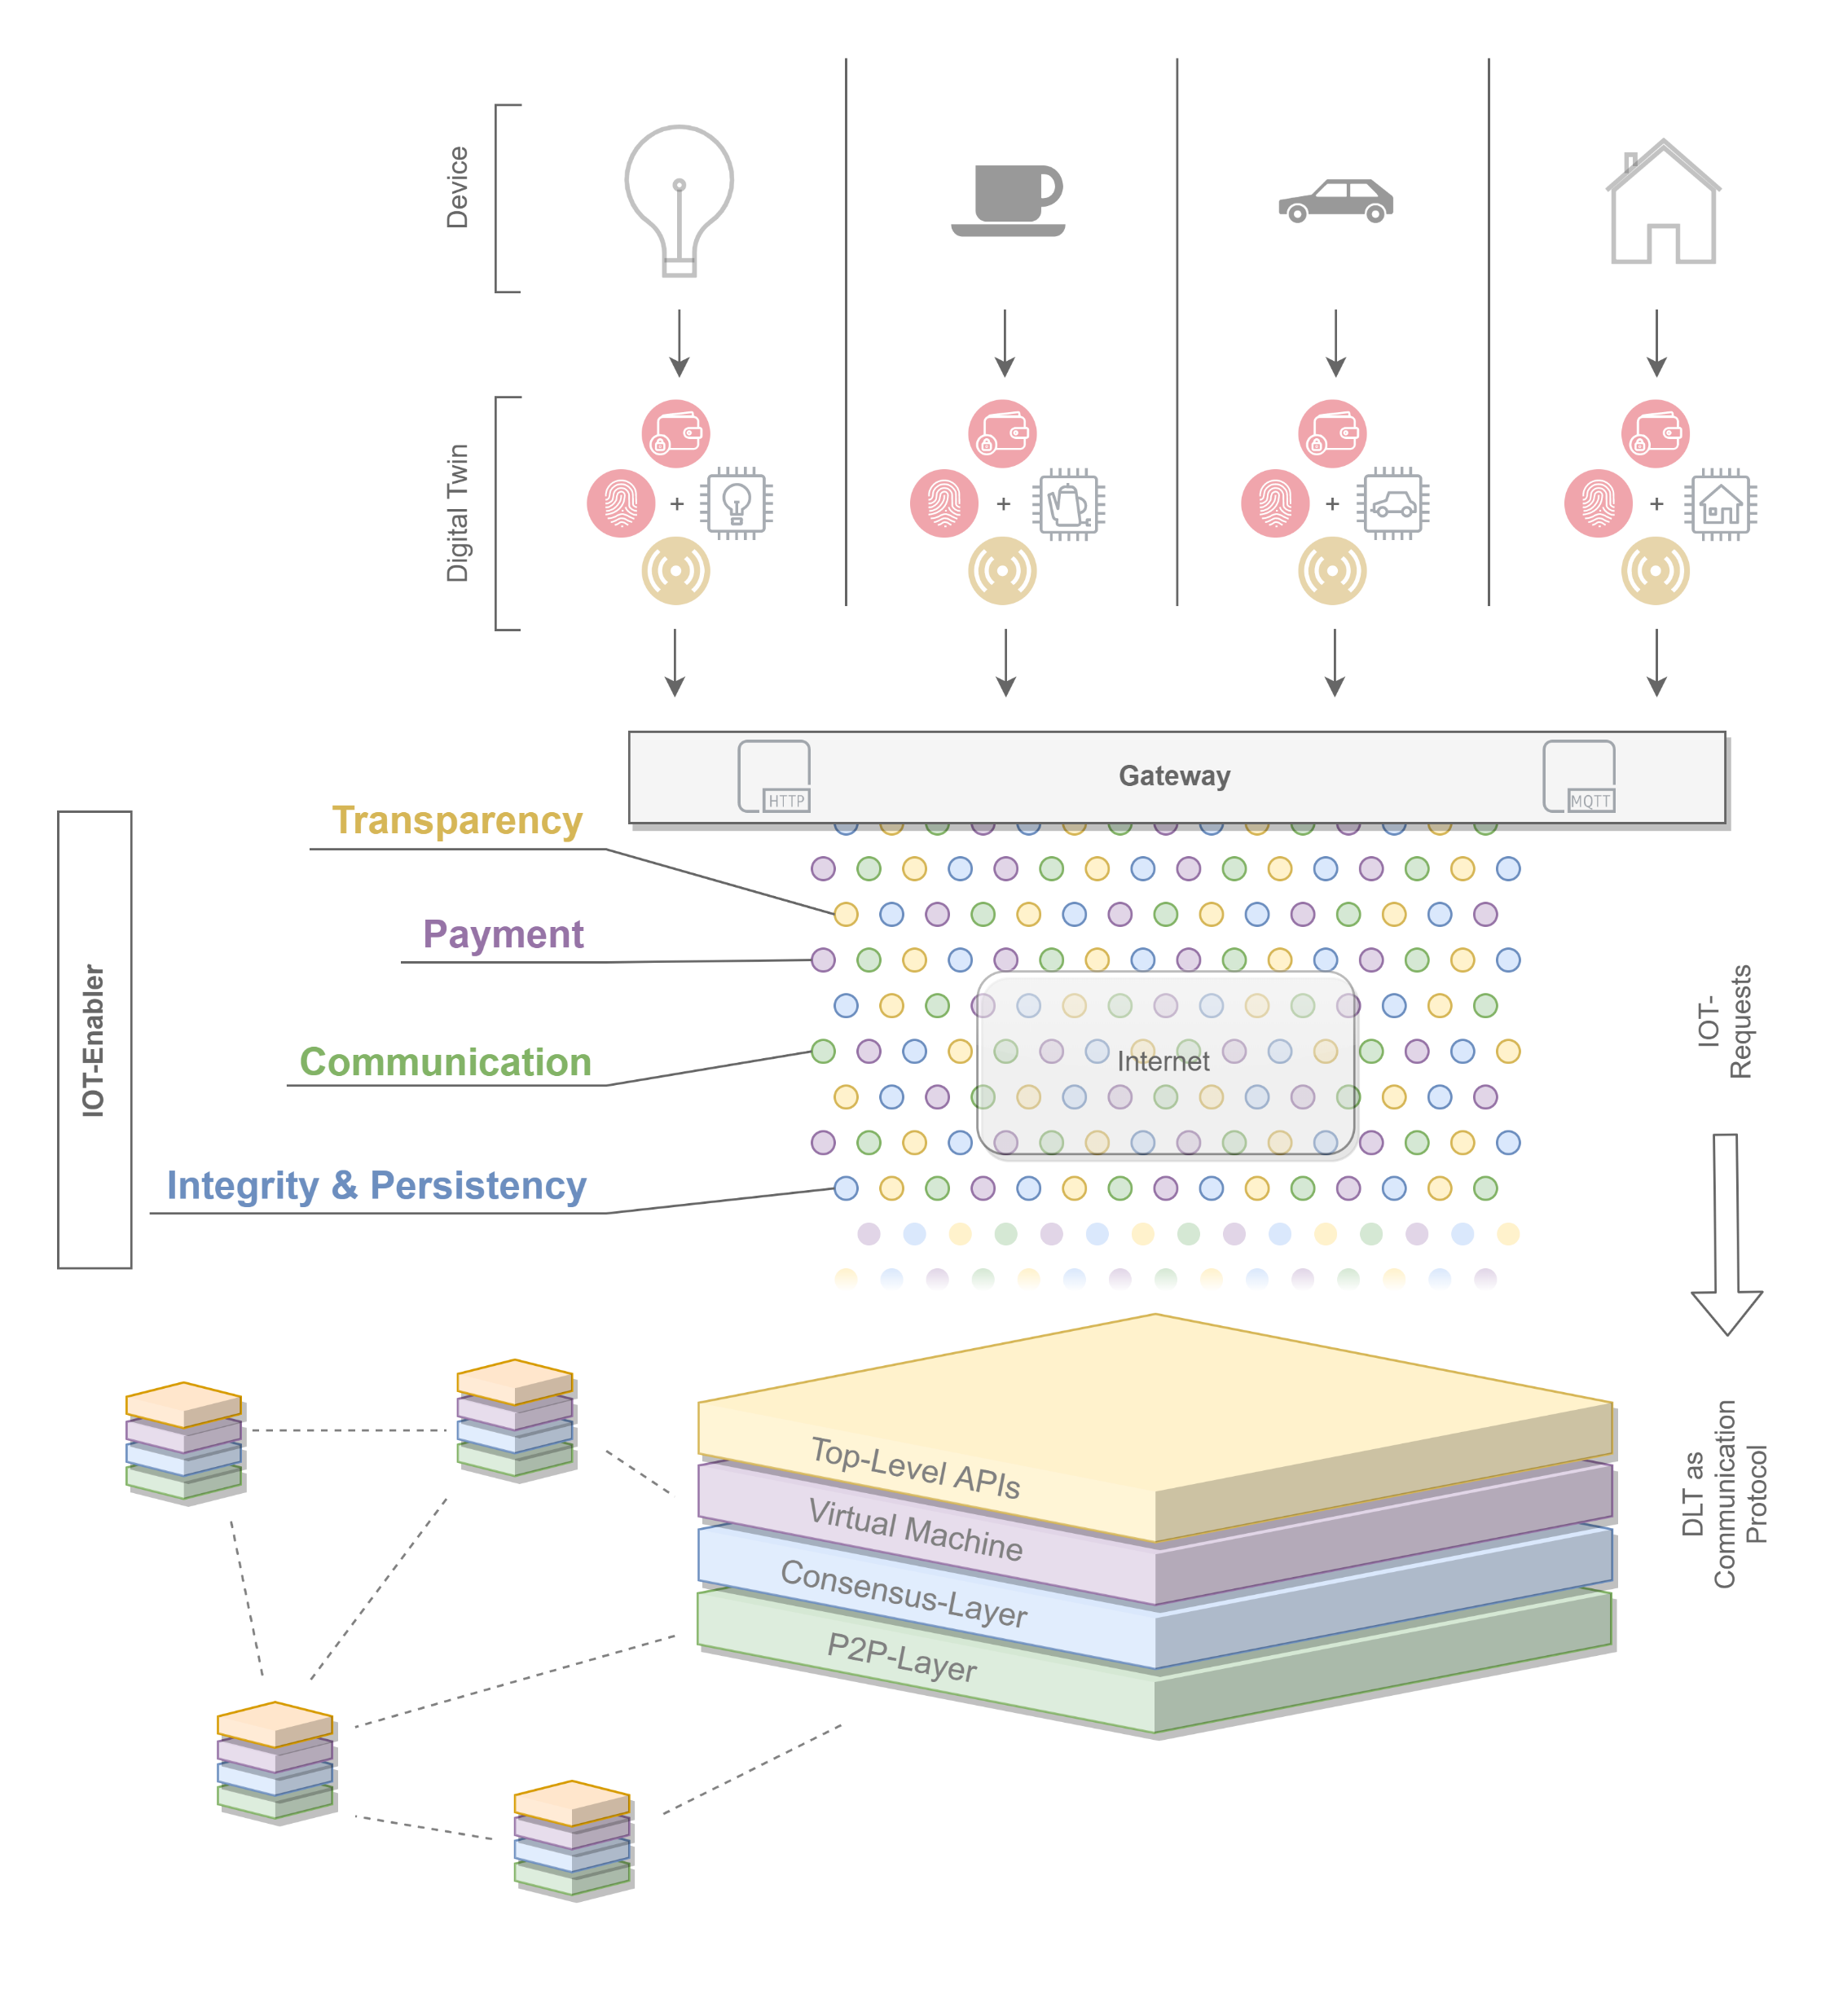 Device
Digital Twin
+
+
+
+
HTTP
Gateway
MQTT
IOT-Enabler
Transparency
Payment
Communication
Integrity & Persistency
Internet
IOT-
Requests
Top-Level APIs
Virtual Machine
Consensus-Layer
P2P-Layer
DLT as
Communication
Protocol